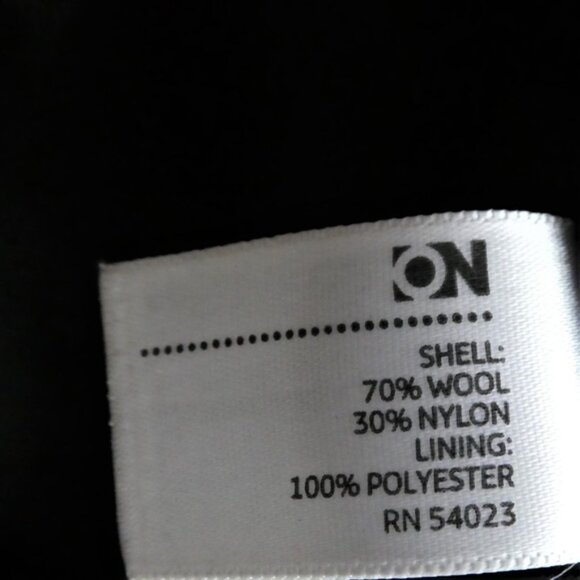 ON
SHELL:
70% WOOL
30% NYLON
LINING:
100% POLYESTER
RN 54023